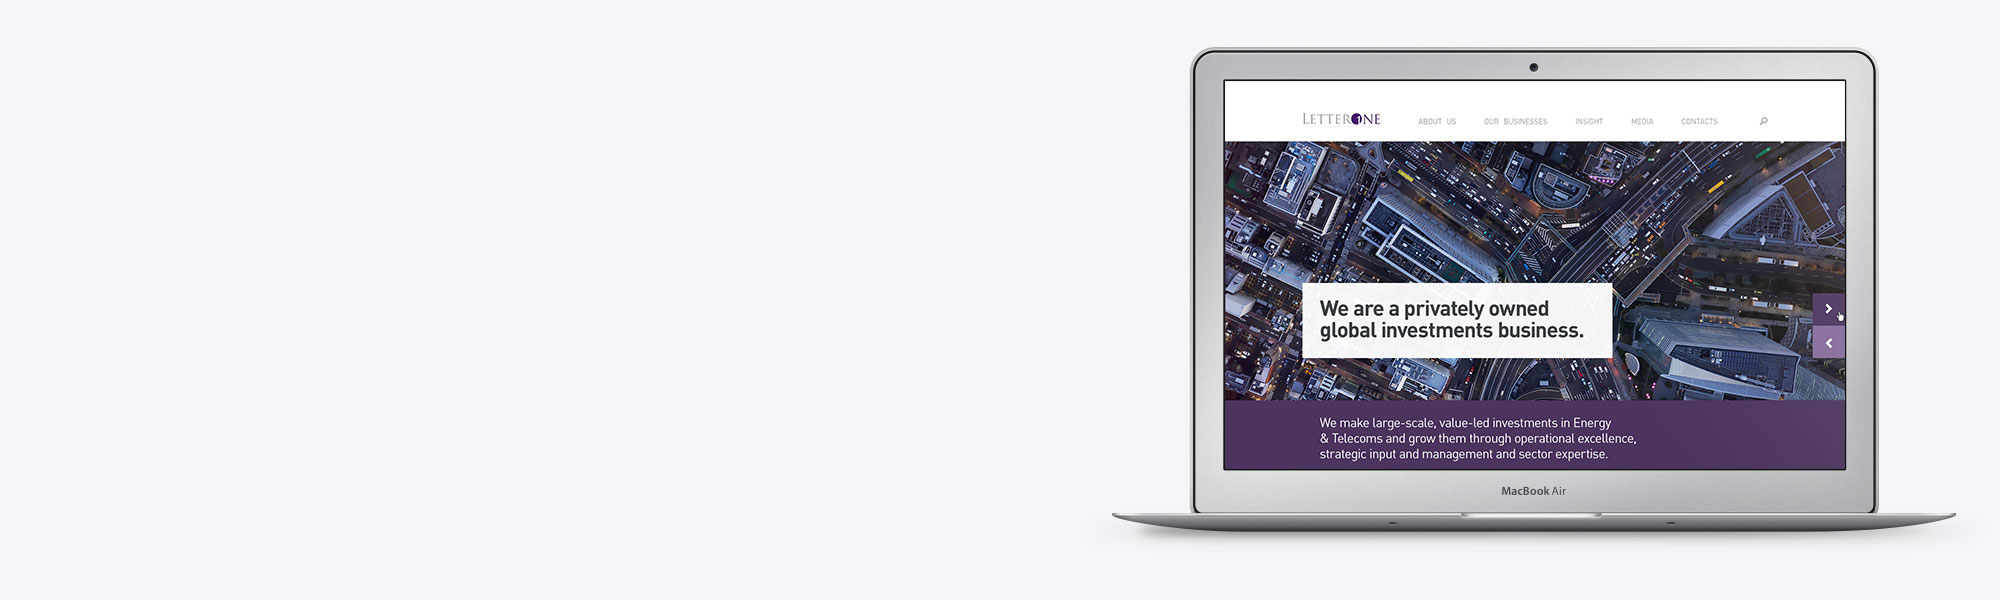 LETTERONE
ABOUT US OUR BUSINESSES INSIGHT MEDIA CONTACTS
We are a privately owned
global investments business.
We make large-scale, value-led investments in Energy
& Telecoms and grow them through operational excellence,
strategic input and management and sector expertise.
MacBook Air